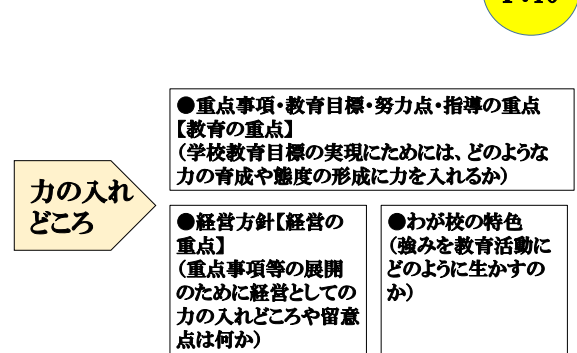 ●重点事項・教育目標・努力点・指導の重点
【教育の重点】
(学校教育目標の実現にためには、どのような
力の育成や態度の形成に力を入れるか)
力の入れ
どころ
●経営方針【経営の
重点】
(重点事項等の展開
のために経営としての
力の入れどころや留意
点は何か)
●わが校の特色
(強みを教育活動に
どのように生かすの
か)